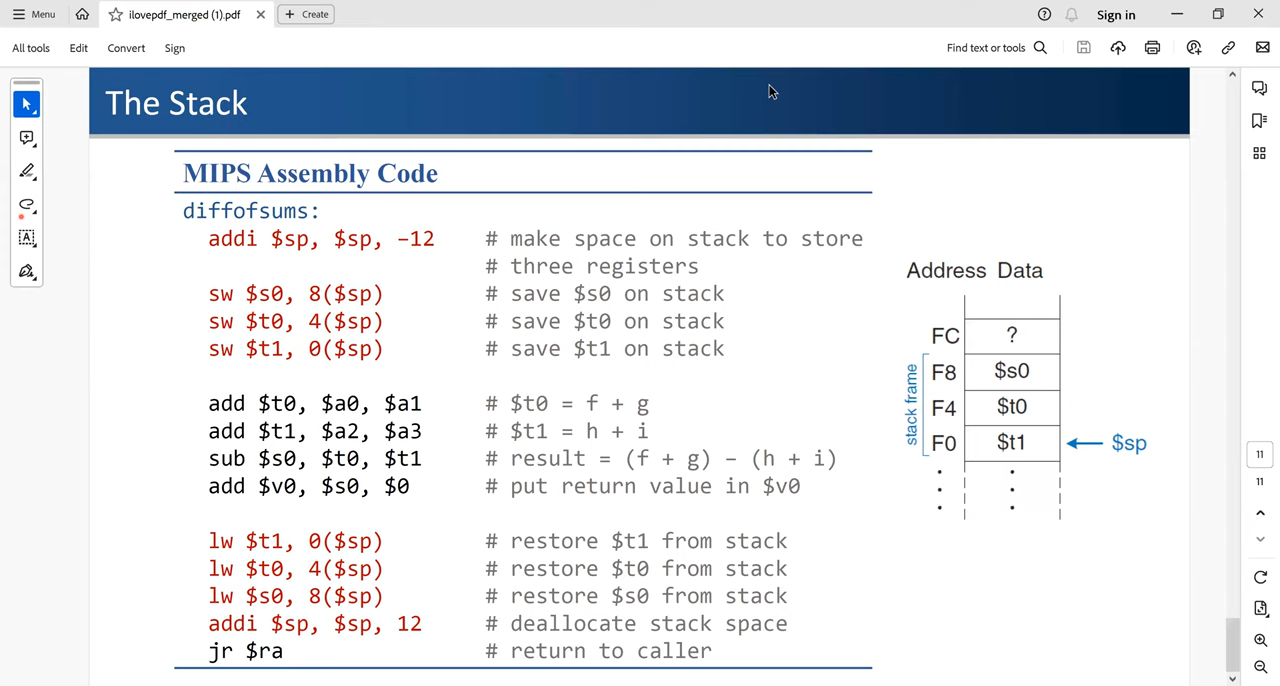 Menu
ilovepdf_merged (1).pdf
Create
Sign in
All tools
Edit
Convert
Sign
Find text or tools
The Stack
MIPS Assembly Code
diffofsums:
addi $sp, $sp, –12 # make space on stack to store
# three registers
sw $s0, 8($sp) # save $s0 on stack
sw $t0, 4($sp) # save $t0 on stack
sw $t1, 0($sp) # save $t1 on stack
add $t0, $a0, $a1 # $t0 = f + g
add $t1, $a2, $a3 # $t1 = h + i
sub $s0, $t0, $t1 # result = (f + g) – (h + i)
add $v0, $s0, $0 # put return value in $v0
lw $t1, 0($sp) # restore $t1 from stack
lw $t0, 4($sp) # restore $t0 from stack
lw $s0, 8($sp) # restore $s0 from stack
addi $sp, $sp, 12 # deallocate stack space
jr $ra # return to caller
Address Data
FC ?
F8 $s0
F4 $t0
F0 $t1 $sp
stack frame
11
11